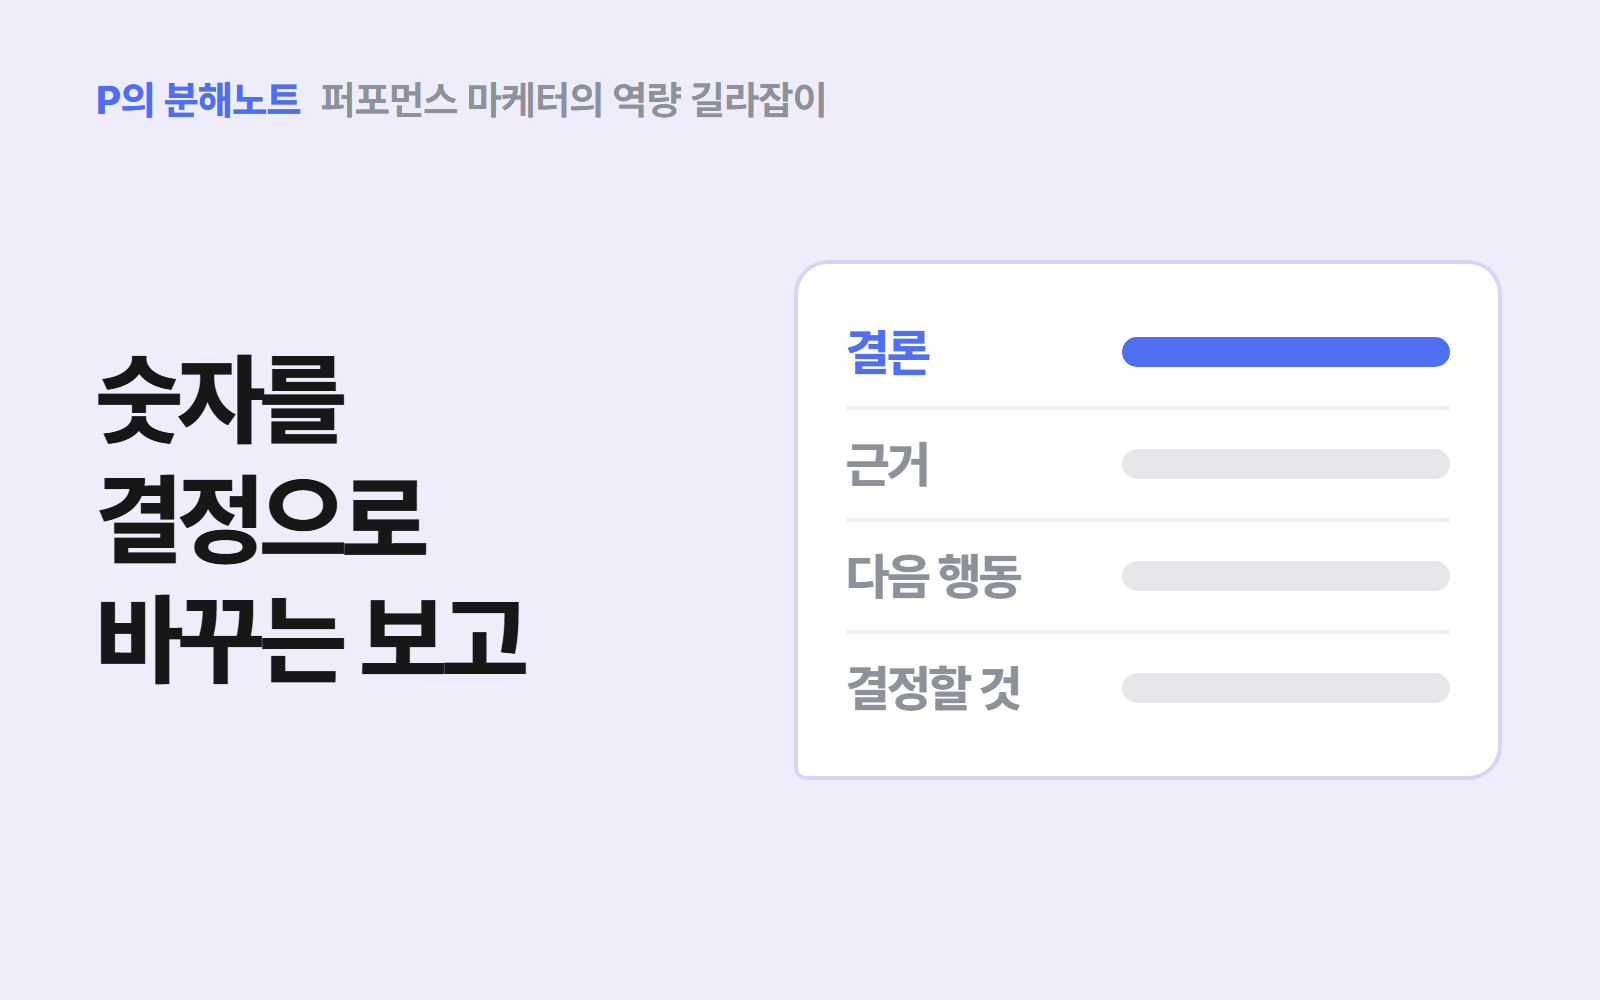 P의 분해노트 퍼포먼스 마케터의 역량 길라잡이
숫자를
결정으로
바꾸는 보고
결론
근거
다음 행동
결정할 것